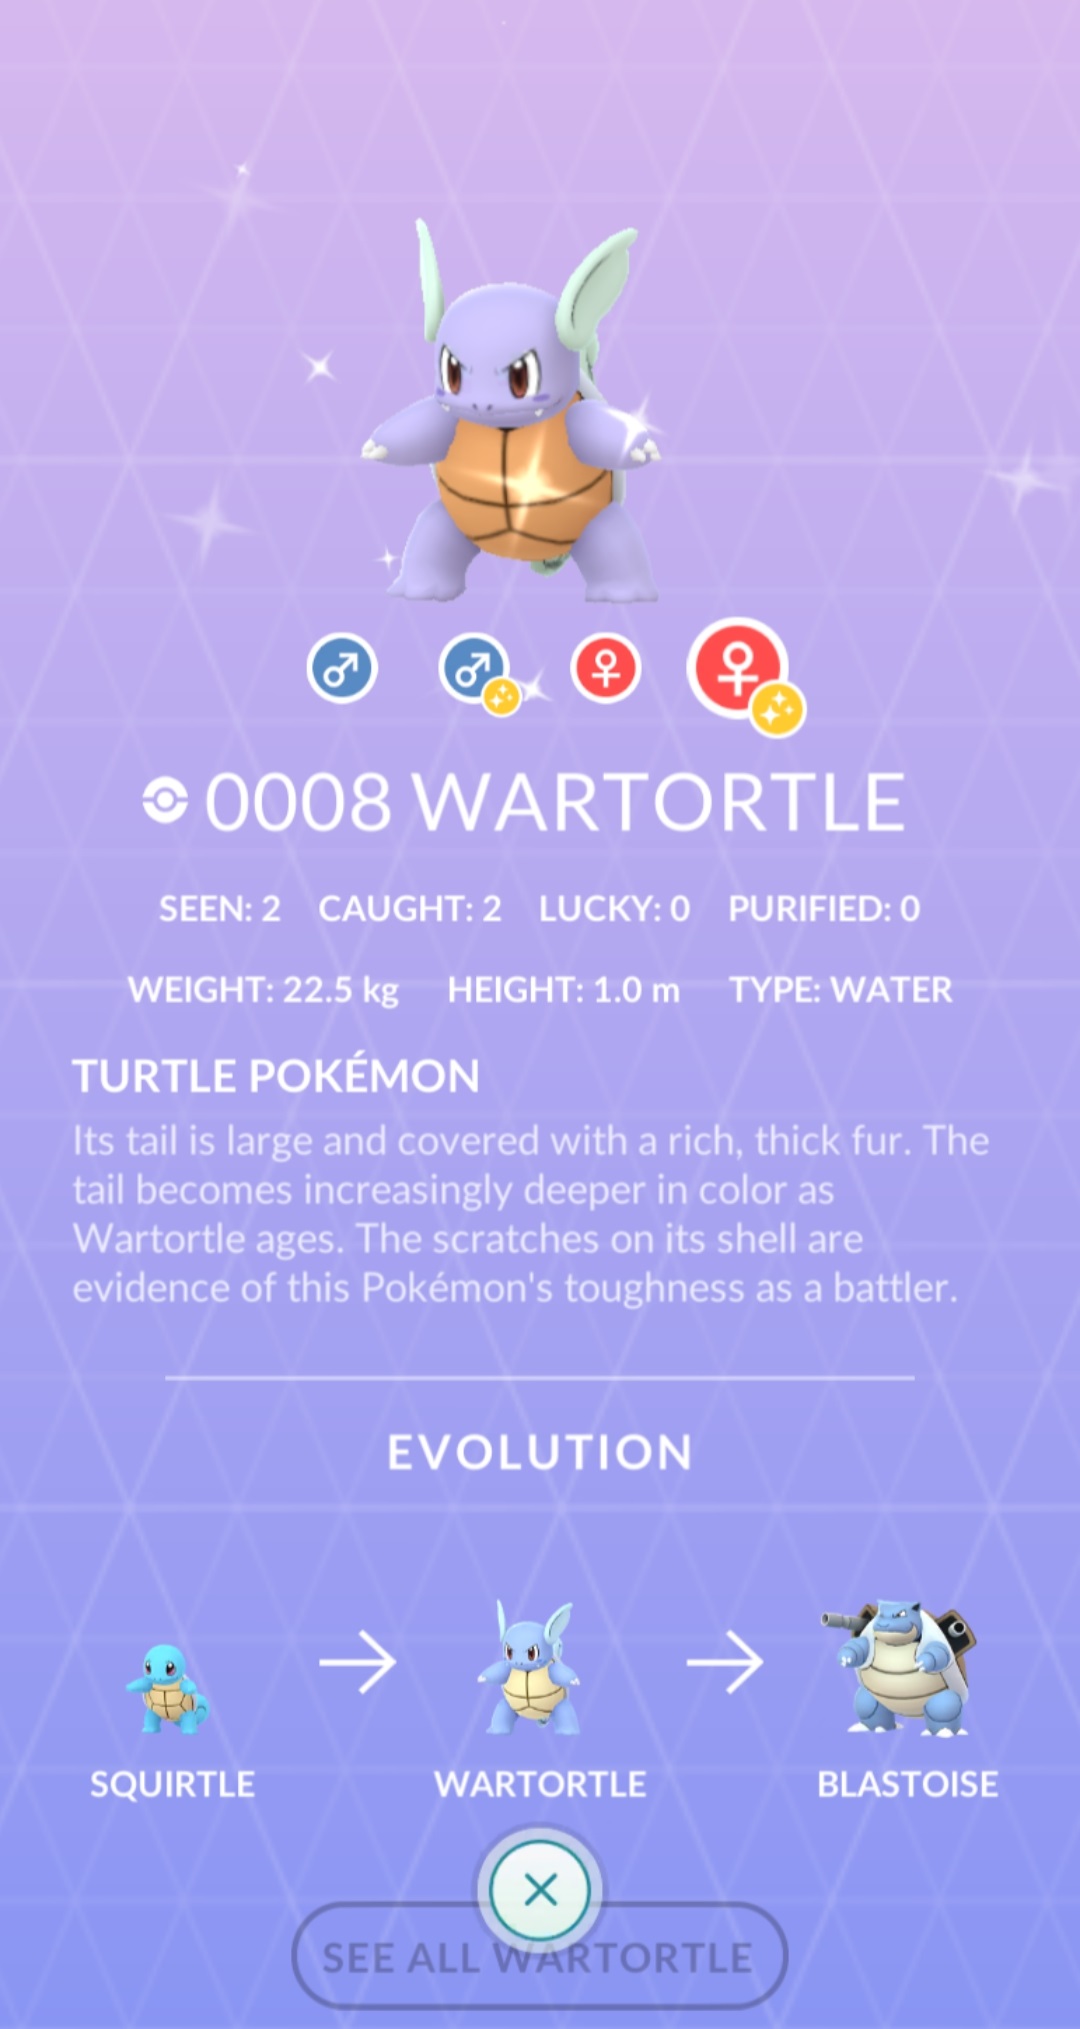 0008 WARTORTLE
SEEN: 2 CAUGHT: 2 LUCKY: 0 PURIFIED: 0
WEIGHT: 22.5 kg HEIGHT: 1.0 m TYPE: WATER
TURTLE POKÉMON
Its tail is large and covered with a rich, thick fur. The
tail becomes increasingly deeper in color as
Wartortle ages. The scratches on its shell are
evidence of this Pokémon's toughness as a battler.
EVOLUTION
SQUIRTLE WARTORTLE BLASTOISE
SEE ALL WARTORTLE